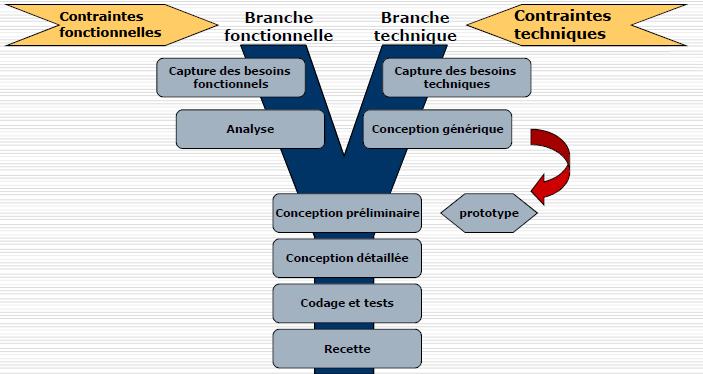 Contraintes
fonctionnelles
Branche
fonctionnelle
Branche
technique
Contraintes
techniques
Capture des besoins
fonctionnels
Capture des besoins
techniques
Analyse
Conception générique
Conception préliminaire
prototype
Conception détaillée
Codage et tests
Recette